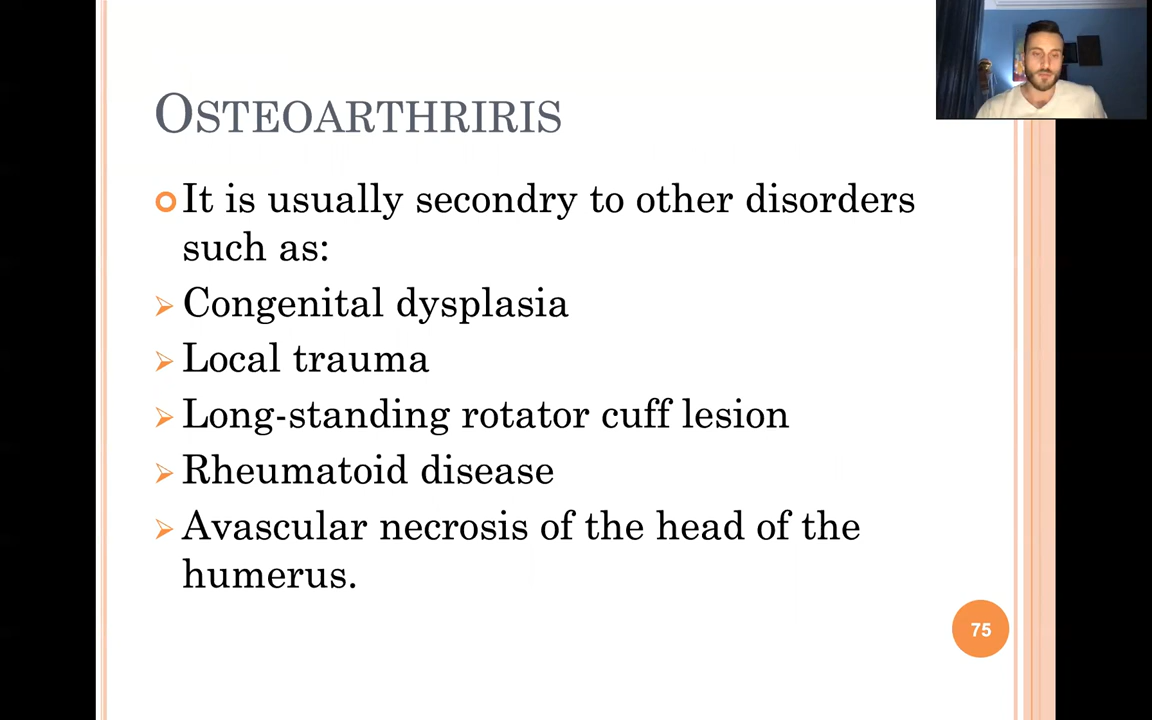 OSTEOARTHRIRIS
It is usually secondry to other disorders
such as:
Congenital dysplasia
Local trauma
Long-standing rotator cuff lesion
Rheumatoid disease
Avascular necrosis of the head of the
humerus.
75